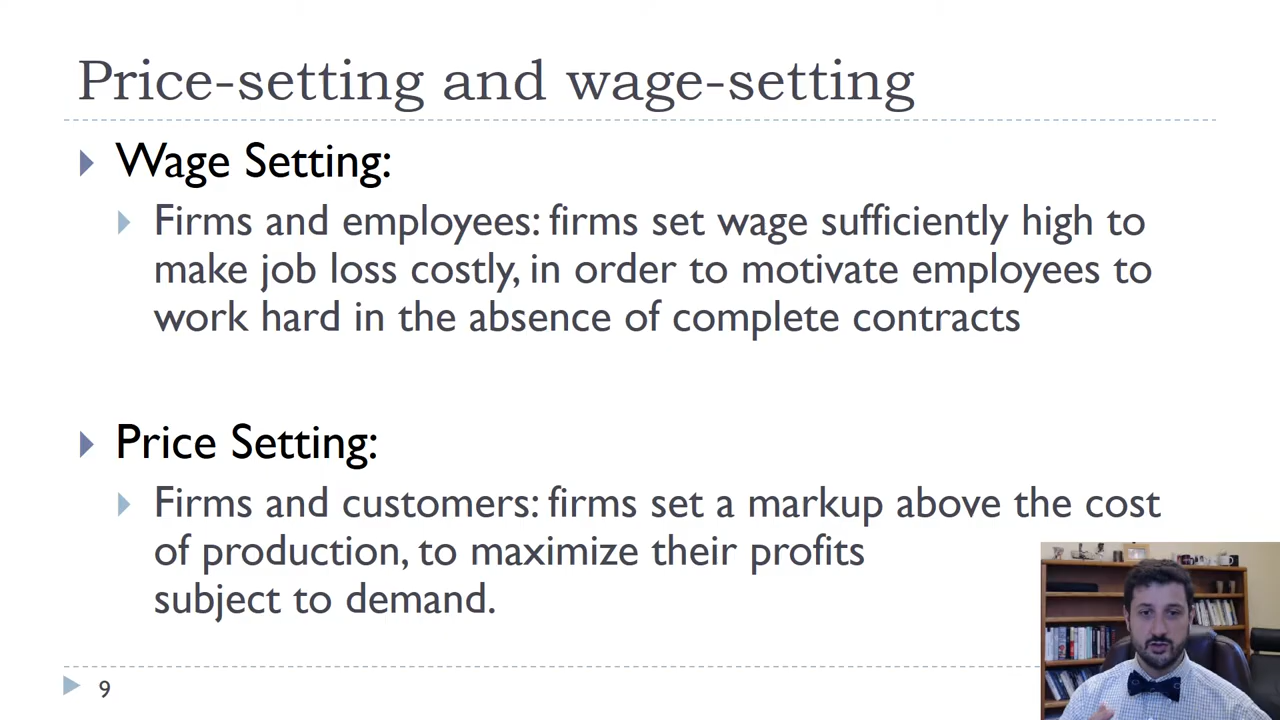 Price-setting and wage-setting
Wage Setting:
Firms and employees: firms set wage sufficiently high to
make job loss costly, in order to motivate employees to
work hard in the absence of complete contracts
Price Setting:
Firms and customers: firms set a markup above the cost
of production, to maximize their profits
subject to demand.
9